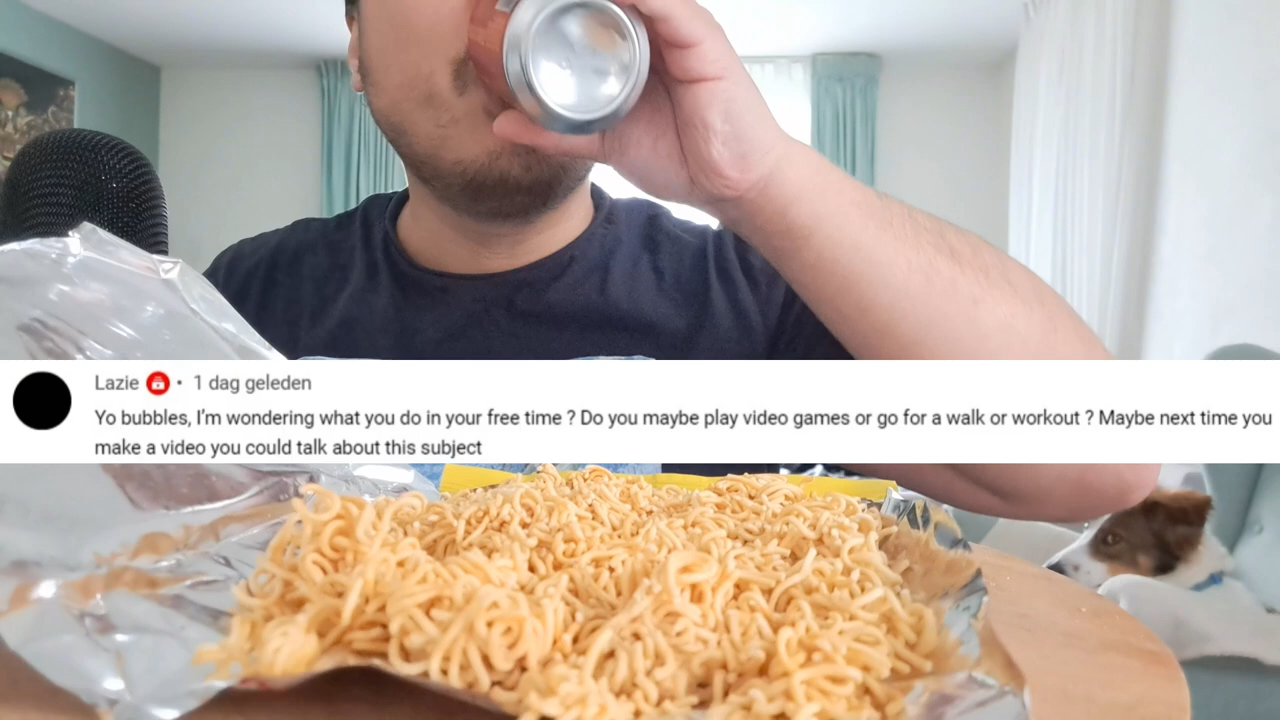 Lazie • 1 dag geleden
Yo bubbles, I’m wondering what you do in your free time ? Do you maybe play video games or go for a walk or workout ? Maybe next time you
make a video you could talk about this subject